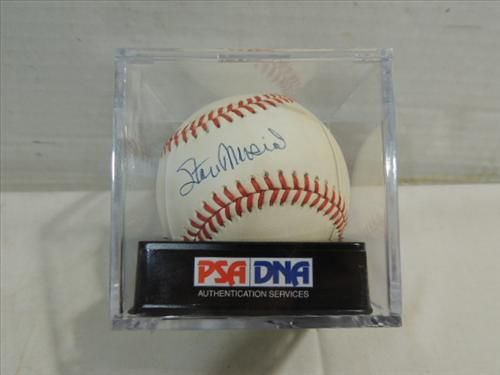 Stan Musial
PSA DNA
AUTHENTICATION SERVICES